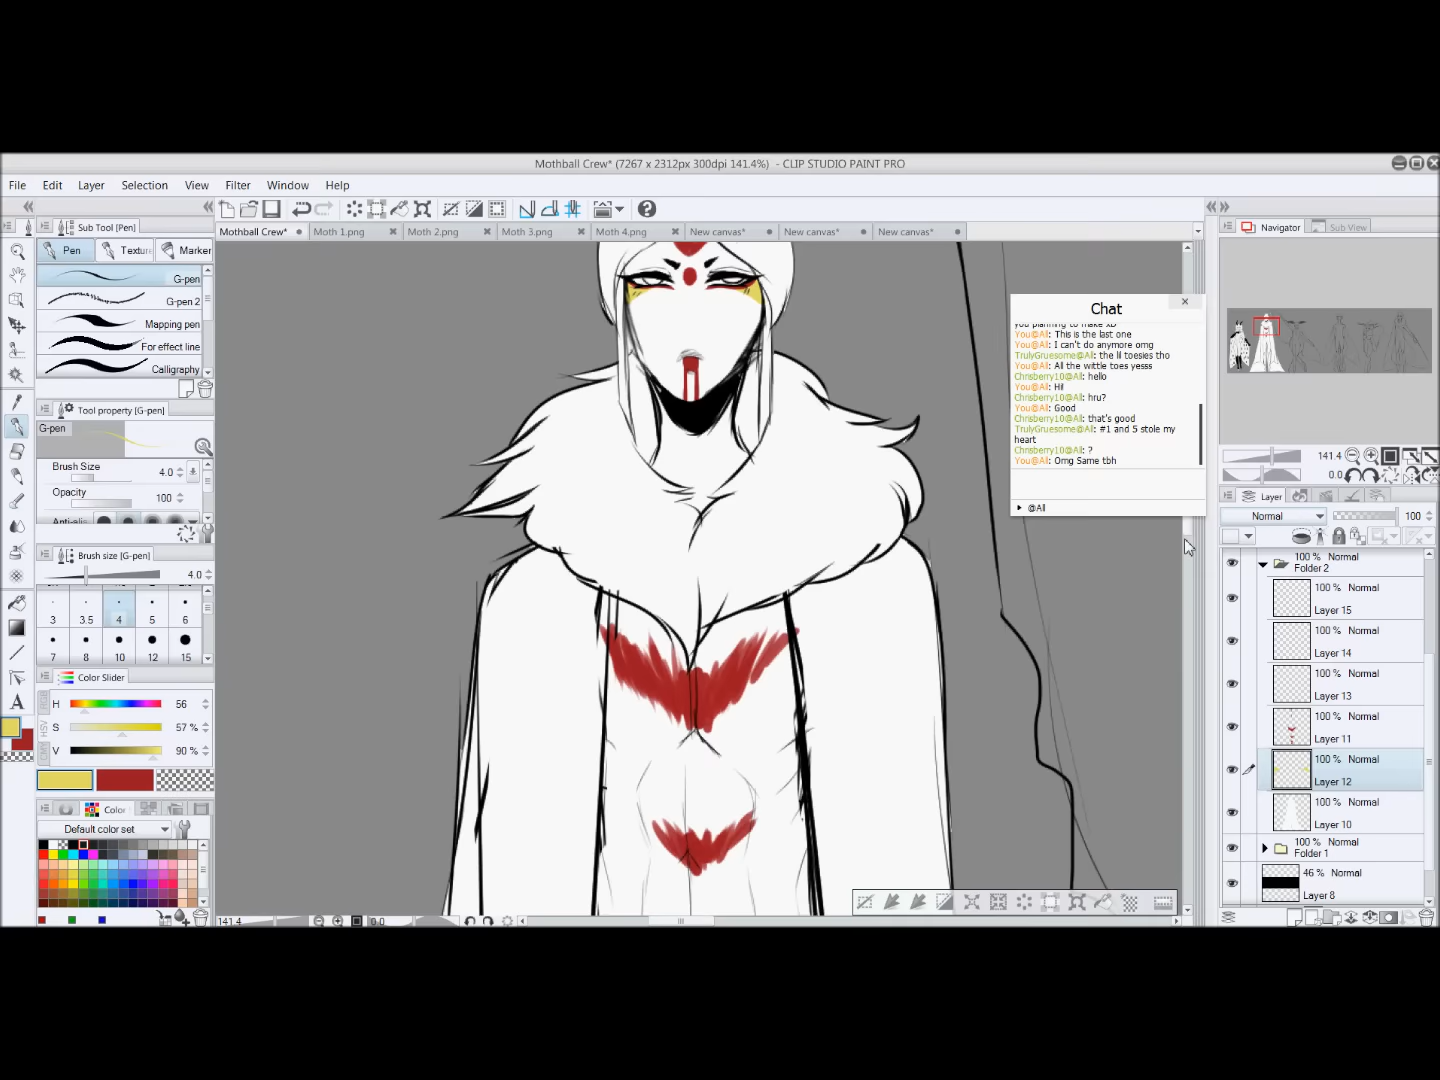 Mothball Crew* (7267 x 2312px 300dpi 141.4%) - CLIP STUDIO PAINT PRO
File Edit Layer Selection View Filter Window Help
Sub Tool [Pen]
Mothball Crew* Moth 1.png Moth 2.png Moth 3.png Moth 4.png New canvas* New canvas* New canvas*
Navigator Sub View
Pen Textur Marker
G-pen
G-pen 2
Mapping pen
For effect line
Calligraphy
Tool property [G-pen]
G-pen
Brush Size 4.0
Opacity 100
Anti-alia
Brush size [G-pen]
4.0
3 3.5 4 5 6
7 8 10 12 15
Color Slider
H 56
S 57 %
V 90 %
Color
Default color set
141.4 0.0
Chat
you planning to make xD
You@All: This is the last one
You@All: I can't do anymore omg
TrulyGruesome@All: the lil toesies tho
You@All: All the wittle toes yesss
Chrisberry10@All: hello
You@All: Hi!
Chrisberry10@All: hru?
You@All: Good
Chrisberry10@All: that's good
TrulyGruesome@All: #1 and 5 stole my
heart
Chrisberry10@All: ?
You@All: Omg Same tbh
@All
141.4
0.0
Layer
Normal 100
100 % Normal
Folder 2
100 % Normal
Layer 15
100 % Normal
Layer 14
100 % Normal
Layer 13
100 % Normal
Layer 11
100 % Normal
Layer 12
100 % Normal
Layer 10
100 % Normal
Folder 1
46 % Normal
Layer 8